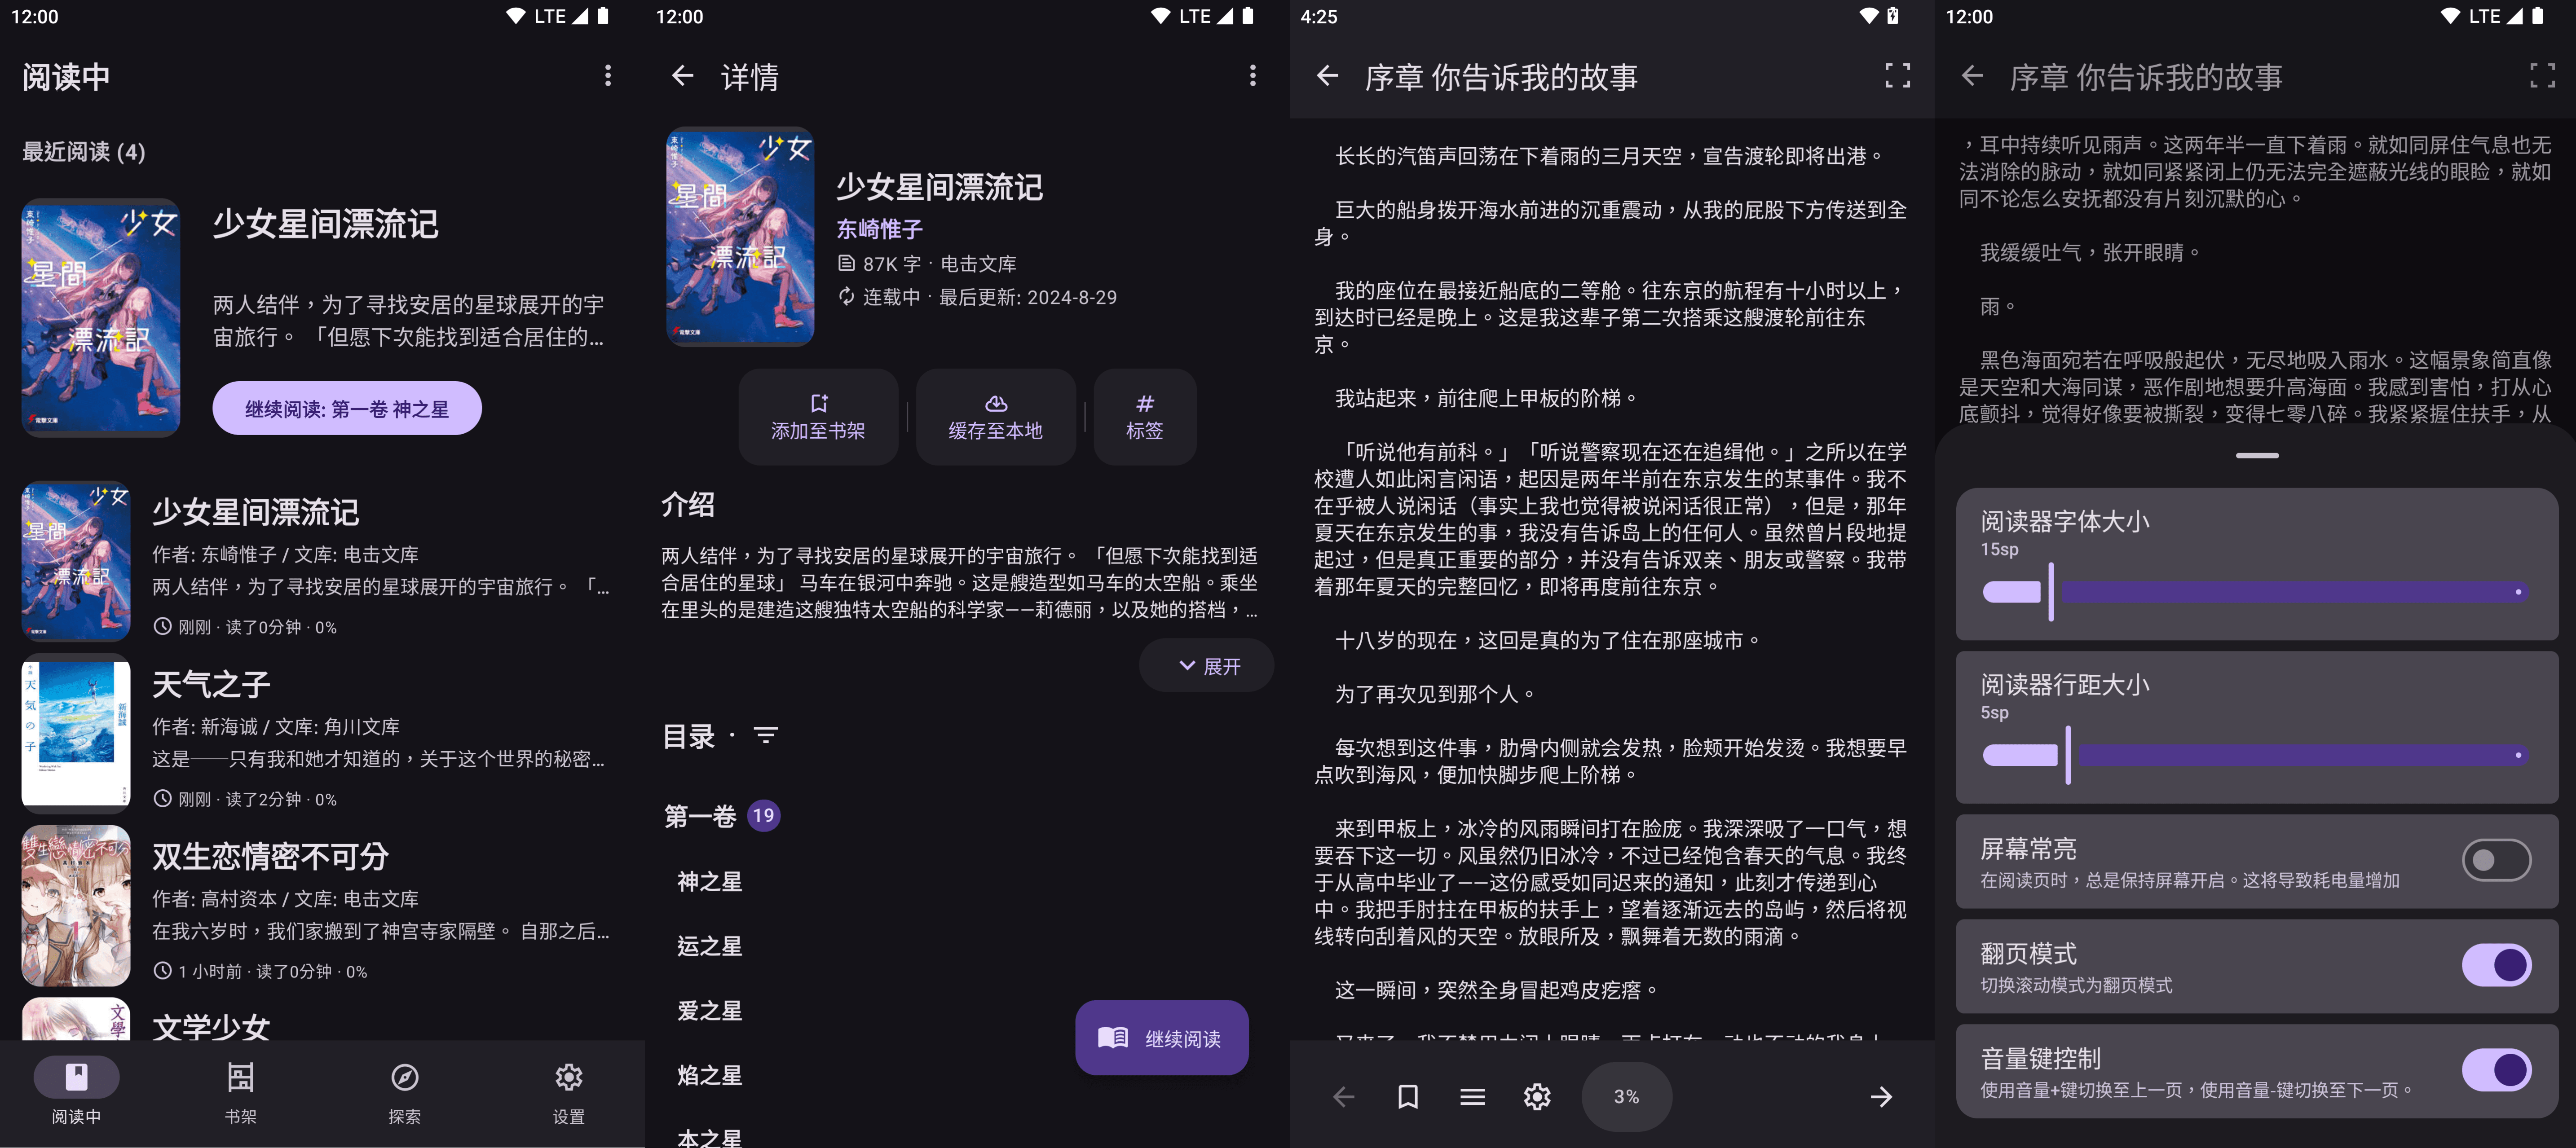 12:00
LTE
阅读中
最近阅读 (4)
少女
星間
漂流記
東崎惟子
電撃文庫
少女星间漂流记
两人结伴，为了寻找安居的星球展开的宇
宙旅行。「但愿下次能找到适合居住的...
继续阅读: 第一卷 神之星
少女
星間
漂流記
少女星间漂流记
作者: 东崎惟子 / 文库: 电击文库
两人结伴，为了寻找安居的星球展开的宇宙旅行。「...
刚刚 · 读了0分钟 · 0%
天気の子
新海誠
天气之子
作者: 新海诚 / 文库: 角川文库
这是——只有我和她才知道的，关于这个世界的秘密...
刚刚 · 读了2分钟 · 0%
雙生戀情密不可分
1
双生恋情密不可分
作者: 高村资本 / 文库: 电击文库
在我六岁时，我们家搬到了神宫寺家隔壁。 自那之后...
1 小时前 · 读了0分钟 · 0%
文學
文学少女
阅读中
书架
探索
设置
12:00
LTE
详情
少女
星間
漂流記
東崎惟子
電撃文庫
少女星间漂流记
东崎惟子
87K 字 · 电击文库
连载中 · 最后更新: 2024-8-29
添加至书架
缓存至本地
标签
介绍
两人结伴，为了寻找安居的星球展开的宇宙旅行。「但愿下次能找到适
合居住的星球」 马车在银河中奔驰。这是艘造型如马车的太空船。乘坐
在里头的是建造这艘独特太空船的科学家——莉德丽，以及她的搭档，...
展开
目录 ·
第一卷 19
神之星
运之星
爱之星
焰之星
本之星
继续阅读
4:25
序章 你告诉我的故事
长长的汽笛声回荡在下着雨的三月天空，宣告渡轮即将出港。
巨大的船身拨开海水前进的沉重震动，从我的屁股下方传送到全
身。
我的座位在最接近船底的二等舱。往东京的航程有十小时以上，
到达时已经是晚上。这是我这辈子第二次搭乘这艘渡轮前往东
京。
我站起来，前往爬上甲板的阶梯。
「听说他有前科。」「听说警察现在还在追缉他。」之所以在学
校遭人如此闲言闲语，起因是两年半前在东京发生的某事件。我不
在乎被人说闲话（事实上我也觉得被说闲话很正常），但是，那年
夏天在东京发生的事，我没有告诉岛上的任何人。虽然曾片段地提
起过，但是真正重要的部分，并没有告诉双亲、朋友或警察。我带
着那年夏天的完整回忆，即将再度前往东京。
十八岁的现在，这回是真的为了住在那座城市。
为了再次见到那个人。
每次想到这件事，肋骨内侧就会发热，脸颊开始发烫。我想要早
点吹到海风，便加快脚步爬上阶梯。
来到甲板上，冰冷的风雨瞬间打在脸庞。我深深吸了一口气，想
要吞下这一切。风虽然仍旧冰冷，不过已经饱含春天的气息。我终
于从高中毕业了——这份感受如同迟来的通知，此刻才传递到心
中。我把手肘拄在甲板的扶手上，望着逐渐远去的岛屿，然后将视
线转向刮着风的天空。放眼所及，飘舞着无数的雨滴。
这一瞬间，突然全身冒起鸡皮疙瘩。
3%
12:00
LTE
序章 你告诉我的故事
，耳中持续听见雨声。这两年半一直下着雨。就如同屏住气息也无
法消除的脉动，就如同紧紧闭上仍无法完全遮蔽光线的眼睑，就如
同不论怎么安抚都没有片刻沉默的心。
我缓缓吐气，张开眼睛。
雨。
黑色海面宛若在呼吸般起伏，无尽地吸入雨水。这幅景象简直像
是天空和大海同谋，恶作剧地想要升高海面。我感到害怕，打从心
底颤抖，觉得好像要被撕裂，变得七零八碎。我紧紧握住扶手，从
阅读器字体大小
15sp
阅读器行距大小
5sp
屏幕常亮
在阅读页时，总是保持屏幕开启。这将导致耗电量增加
翻页模式
切换滚动模式为翻页模式
音量键控制
使用音量+键切换至上一页，使用音量-键切换至下一页。